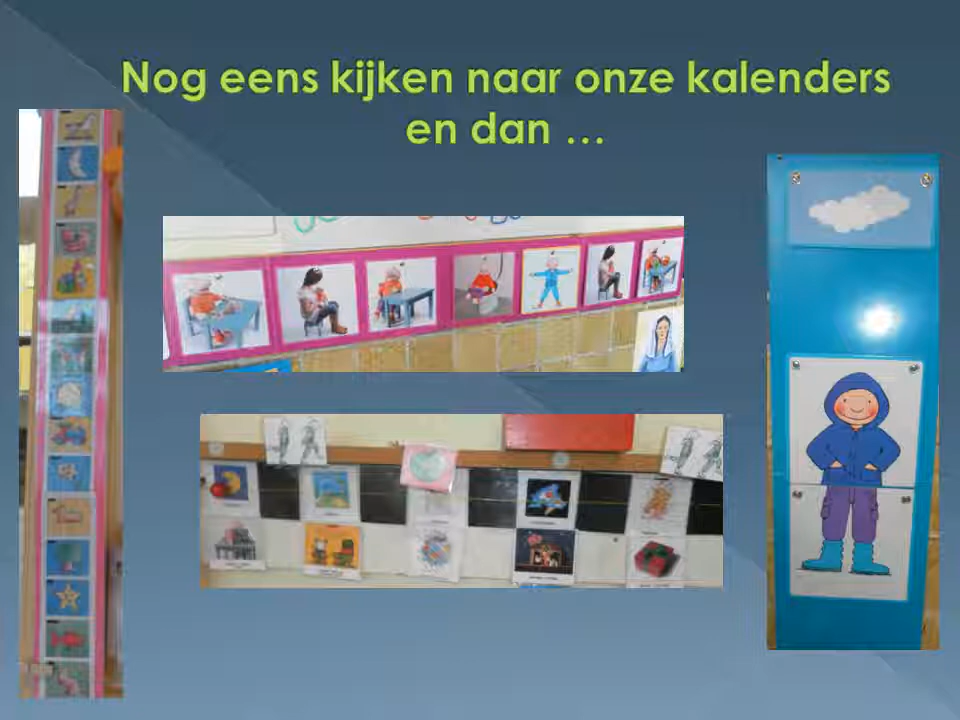 Nog eens kijken naar onze kalenders
en dan …